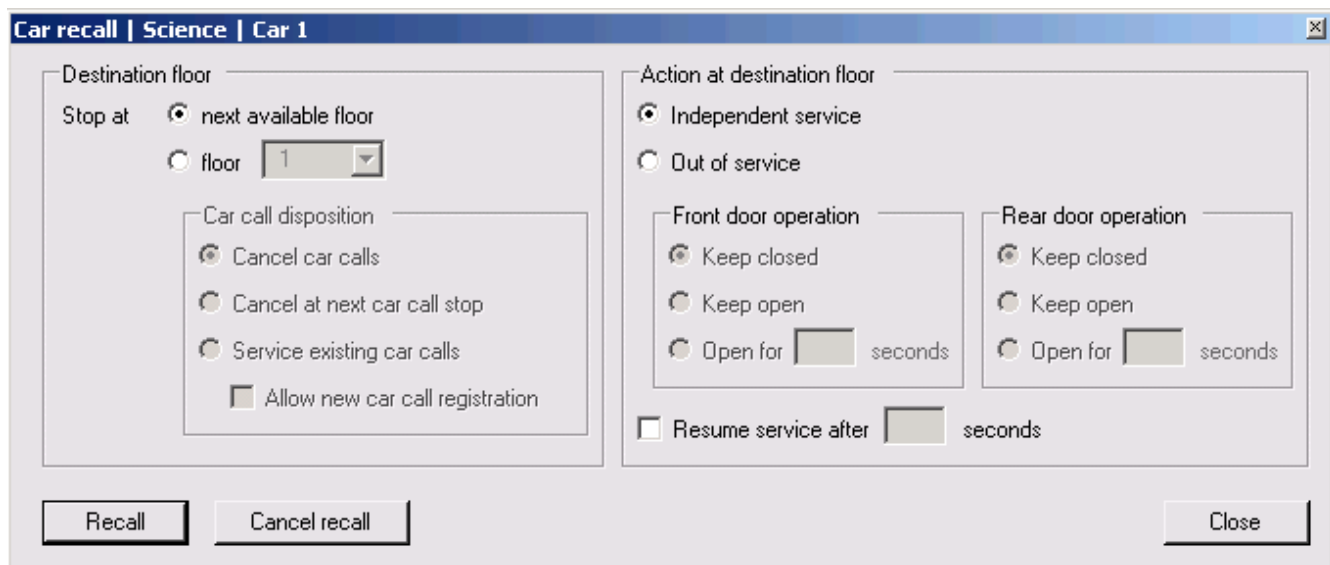 Car recall | Science | Car 1
Destination floor
Stop at next available floor
floor 1
Car call disposition
Cancel car calls
Cancel at next car call stop
Service existing car calls
Allow new car call registration
Action at destination floor
Independent service
Out of service
Front door operation
Keep closed
Keep open
Open for seconds
Rear door operation
Keep closed
Keep open
Open for seconds
Resume service after seconds
Recall
Cancel recall
Close